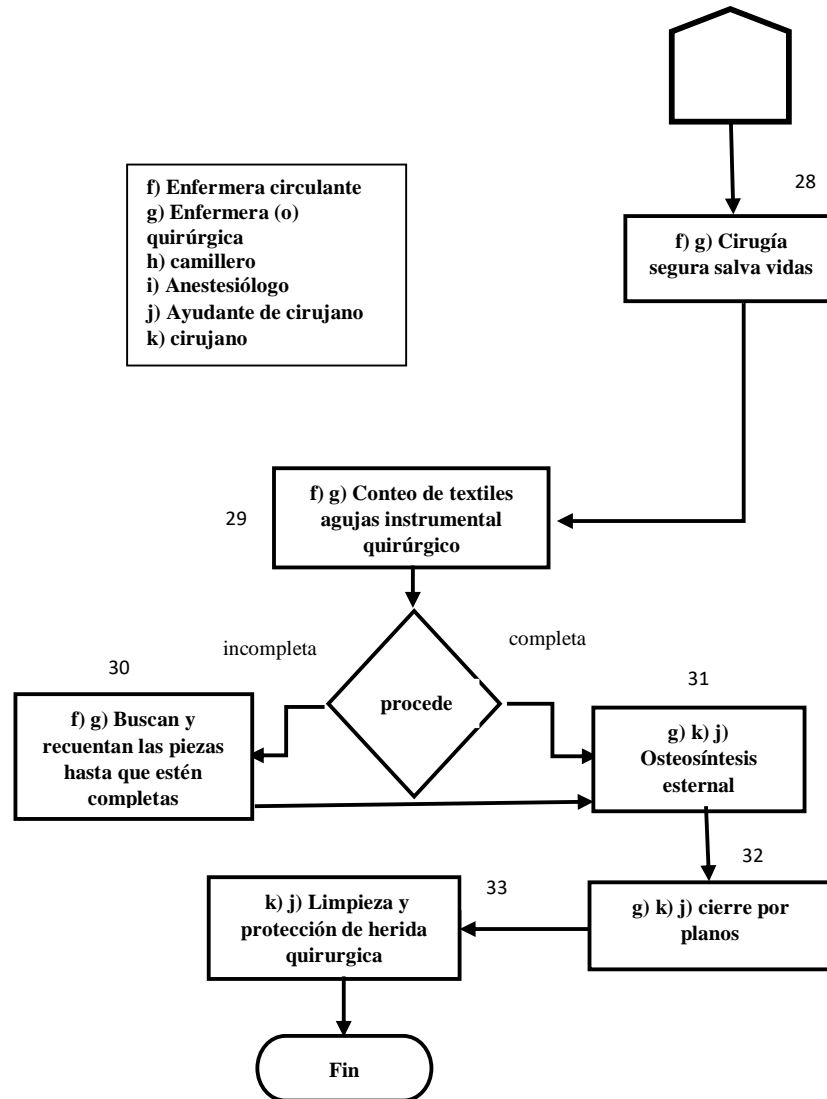 28
f) Enfermera circulante
g) Enfermera (o)
quirúrgica
h) camillero
i) Anestesiólogo
j) Ayudante de cirujano
k) cirujano
f) g) Cirugía
segura salva vidas
29
f) g) Conteo de textiles
agujas instrumental
quirúrgico
incompleta
completa
procede
30
f) g) Buscan y
recuentan las piezas
hasta que estén
completas
31
g) k) j)
Osteosíntesis
esternal
32
g) k) j) cierre por
planos
33
k) j) Limpieza y
protección de herida
quirurgica
Fin